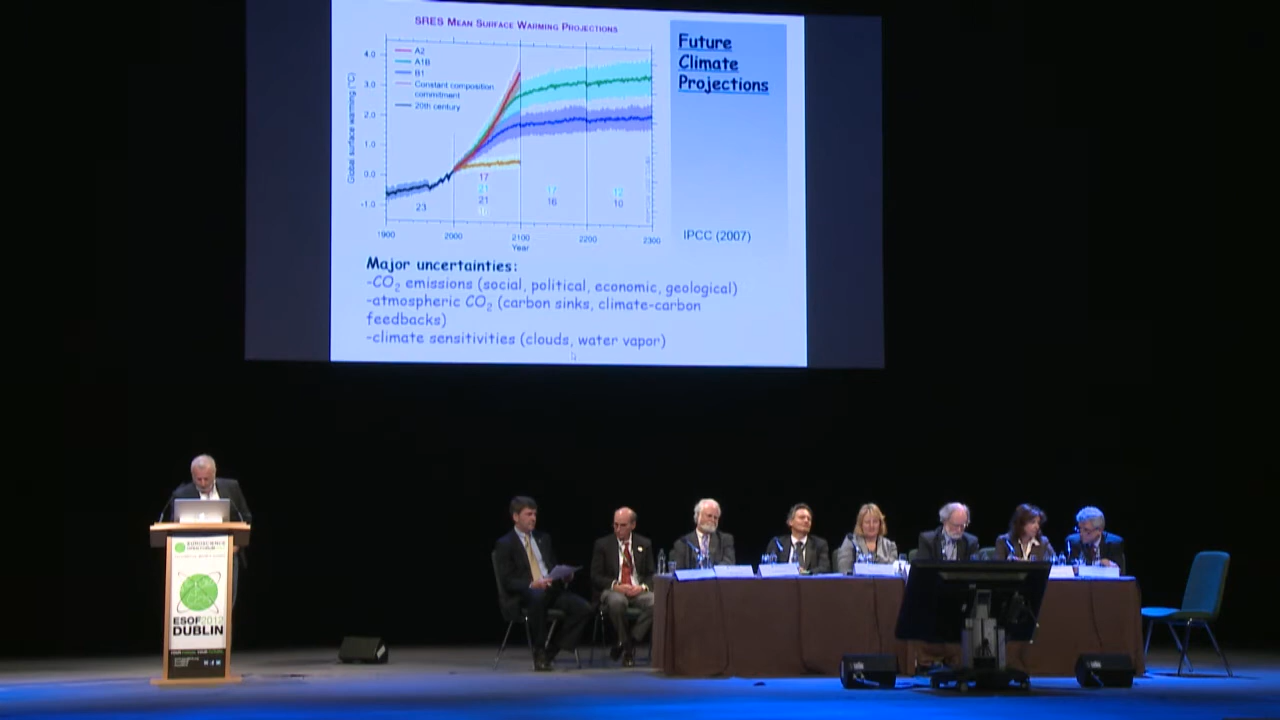 SRES MEAN SURFACE WARMING PROJECTIONS
Future
Climate
Projections
A2
A1B
B1
Constant composition
commitment
20th century
Global surface warming (°C)
4.0
3.0
2.0
1.0
0.0
-1.0
17
21
21
23
17
16
12
10
1900
2000
2100
2200
2300
Year
IPCC (2007)
Major uncertainties:
-CO₂ emissions (social, political, economic, geological)
-atmospheric CO₂ (carbon sinks, climate-carbon
feedbacks)
-climate sensitivities (clouds, water vapor)
ESOF2012
DUBLIN